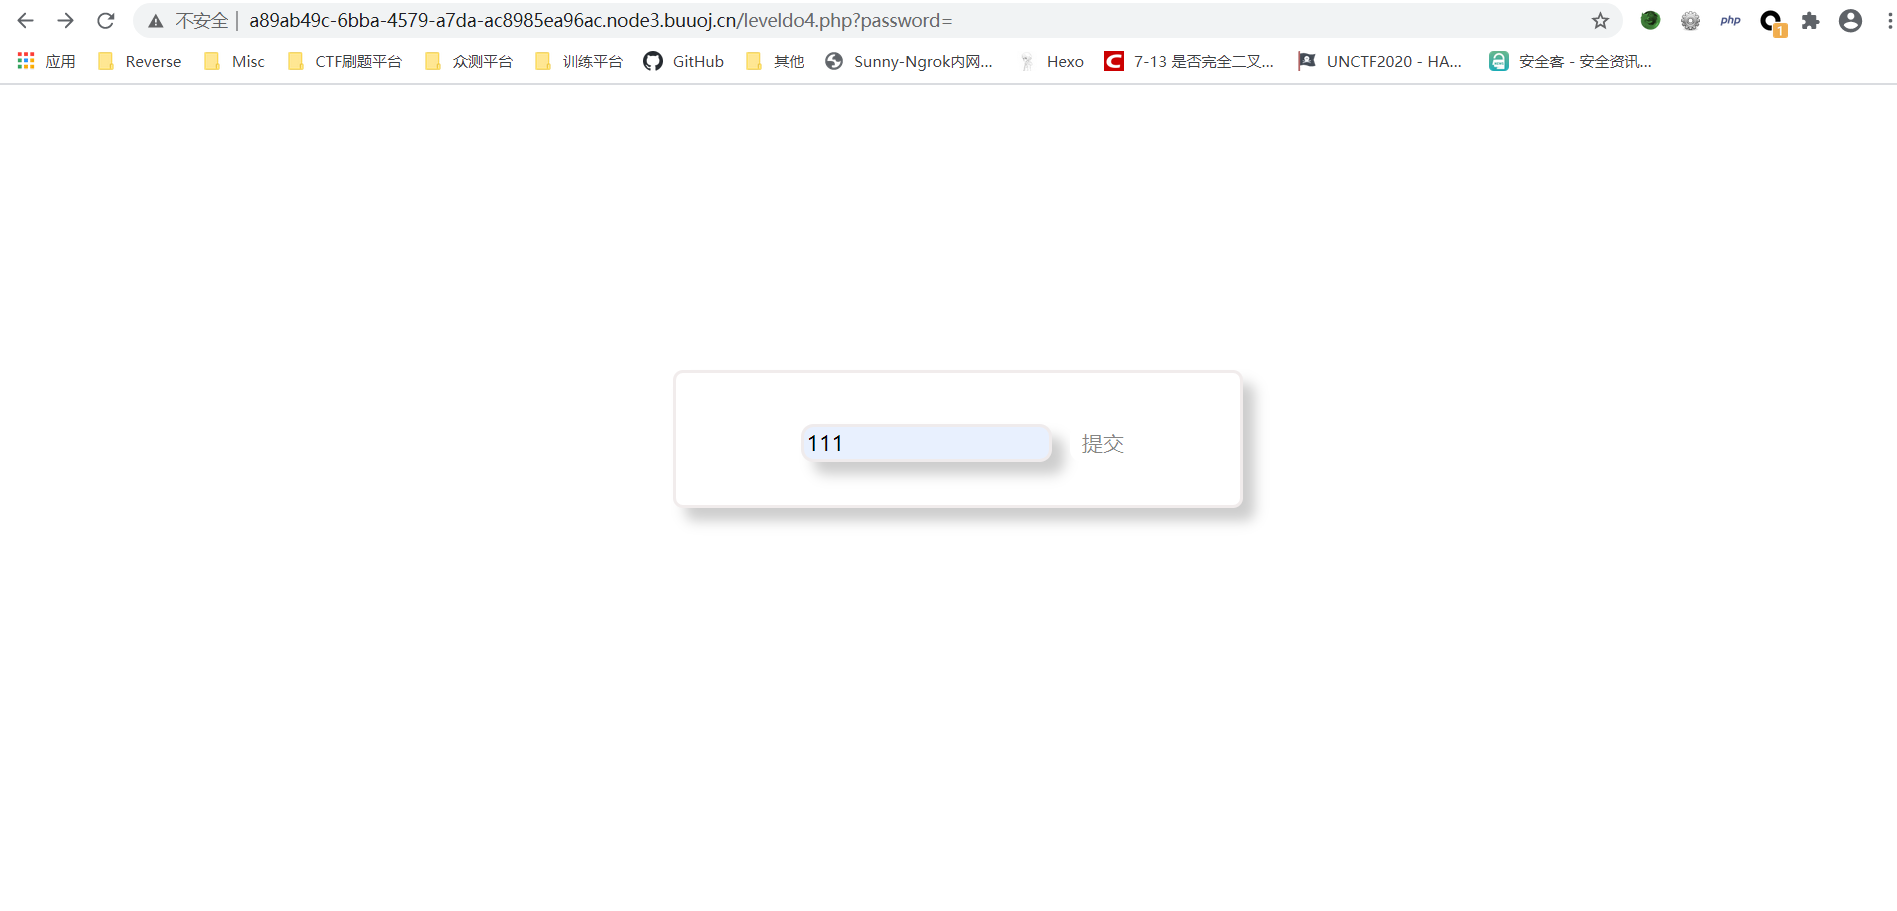 不安全 | a89ab49c-6bba-4579-a7da-ac8985ea96ac.node3.buuoj.cn/leveldo4.php?password= php 1
应用 Reverse Misc CTF刷题平台 众测平台 训练平台 GitHub 其他 Sunny-Ngrok内网... Hexo C 7-13 是否完全二叉... UNCTF2020 - HA... 安全客 - 安全资讯...
111 提交